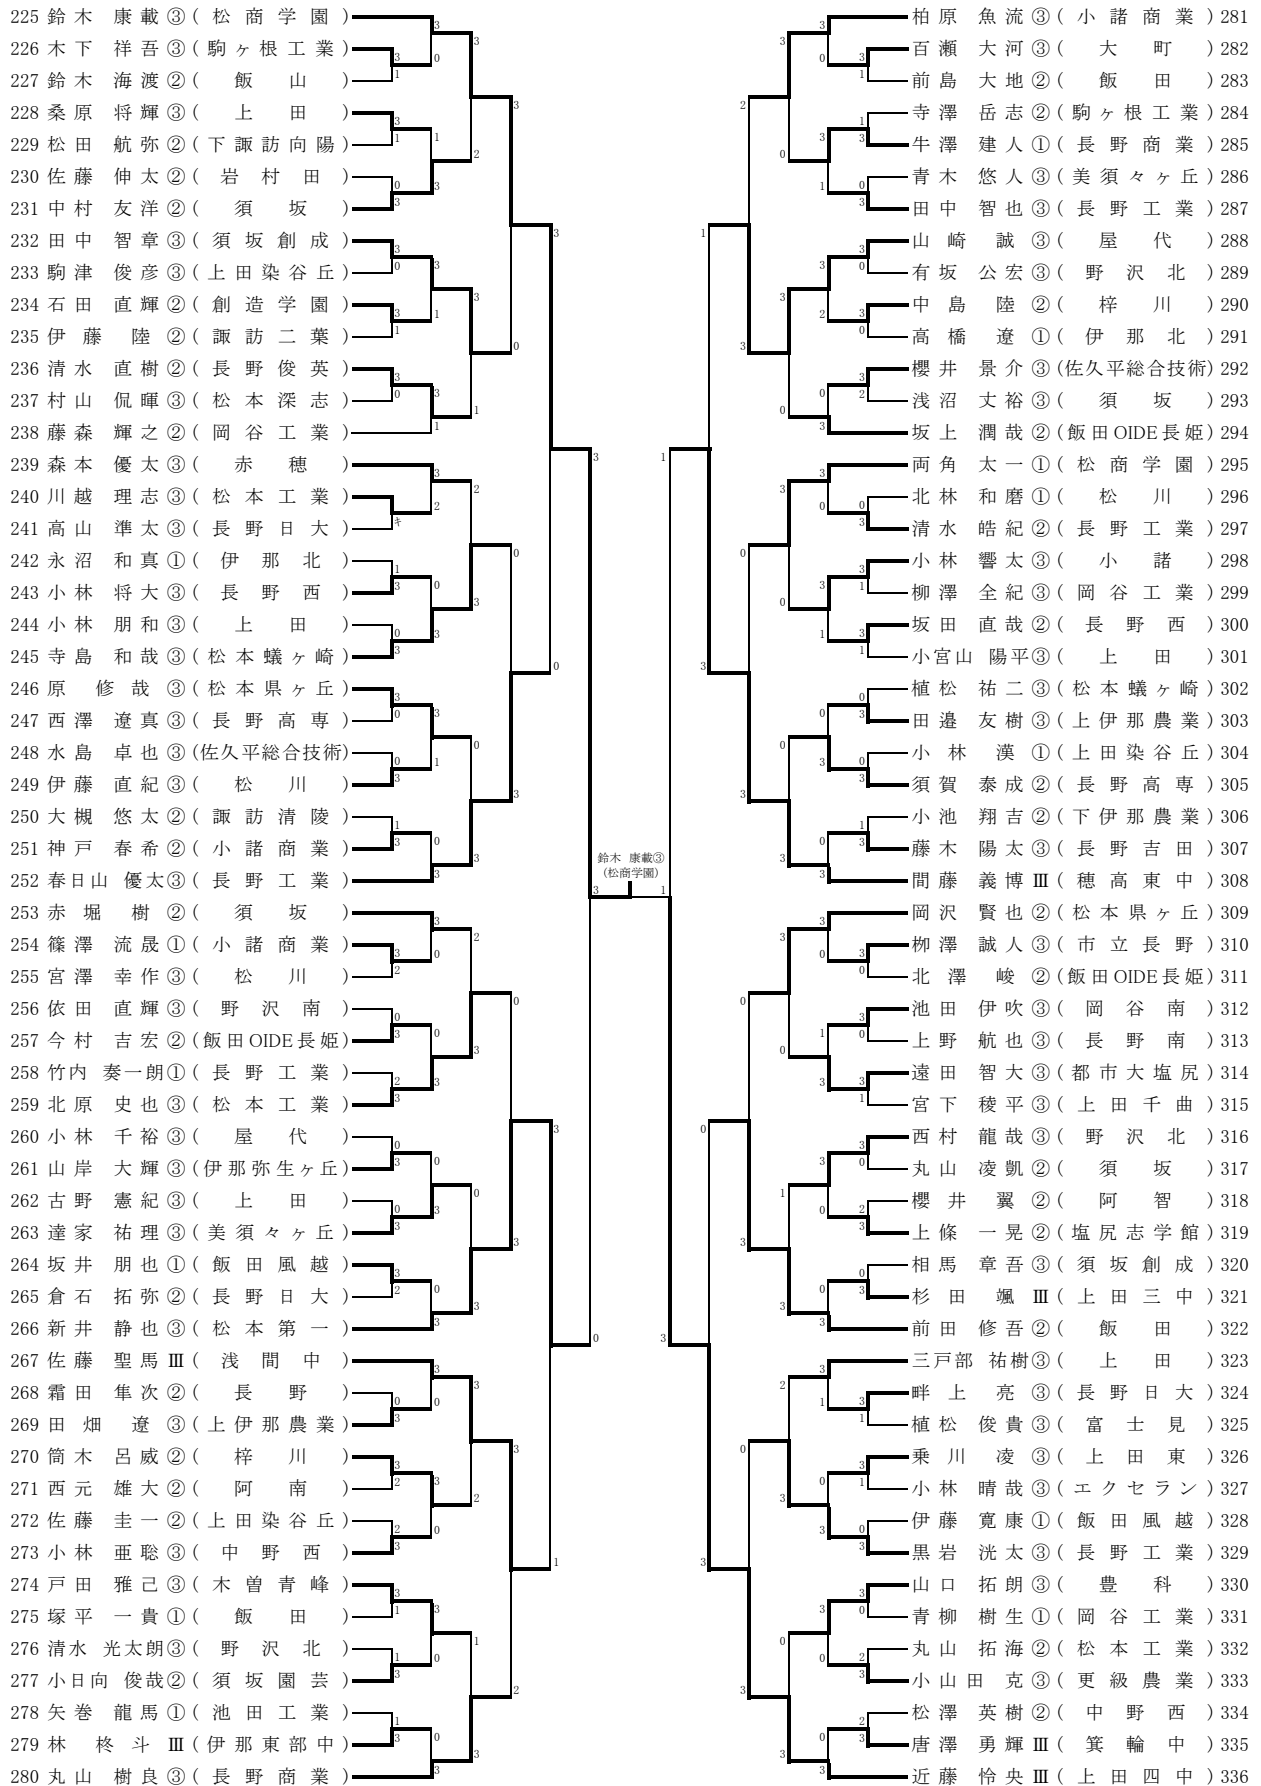 225 鈴木 康載③(松商学園)
226 木下 祥吾③(駒ヶ根工業)
227 鈴木 海渡②(飯山)
228 桑原 将輝③(上田)
229 松田 航弥②(下諏訪向陽)
230 佐藤 伸太②(岩村田)
231 中村 友洋②(須坂)
232 田中 智章③(須坂創成)
233 駒津 俊彦③(上田染谷丘)
234 石田 直輝②(創造学園)
235 伊藤 陸②(諏訪二葉)
236 清水 直樹②(長野俊英)
237 村山 侃暉③(松本深志)
238 藤森 輝之②(岡谷工業)
239 森本 優太③(赤穂)
240 川越 理志③(松本工業)
241 高山 準太③(長野日大)
242 永沼 和真①(伊那北)
243 小林 将大③(長野西)
244 小林 朋和③(上田)
245 寺島 和哉③(松本蟻ヶ崎)
246 原 修哉③(松本県ヶ丘)
247 西澤 遼真③(長野高専)
248 水島 卓也③(佐久平総合技術)
249 伊藤 直紀③(松川)
250 大槻 悠太②(諏訪清陵)
251 神戸 春希②(小諸商業)
252 春日山 優太③(長野工業)
253 赤堀 樹②(須坂)
254 篠澤 流晟①(小諸商業)
255 宮澤 幸作③(松川)
256 依田 直輝③(野沢南)
257 今村 吉宏②(飯田OIDE長姫)
258 竹内 奏一朗①(長野工業)
259 北原 史也③(松本工業)
260 小林 千裕③(屋代)
261 山岸 大輝③(伊那弥生ヶ丘)
262 古野 憲紀③(上田)
263 達家 祐理③(美須々ヶ丘)
264 坂井 朋也①(飯田風越)
265 倉石 拓弥②(長野日大)
266 新井 静也③(松本第一)
267 佐藤 聖馬Ⅲ(浅間中)
268 霜田 隼次②(長野)
269 田畑 遼③(上伊那農業)
270 筒木 呂威②(梓川)
271 西元 雄大②(阿南)
272 佐藤 圭一②(上田染谷丘)
273 小林 亜聡③(中野西)
274 戸田 雅己③(木曽青峰)
275 塚平 一貴①(飯田)
276 清水 光太朗③(野沢北)
277 小日向 俊哉②(須坂園芸)
278 矢巻 龍馬①(池田工業)
279 林 柊斗Ⅲ(伊那東部中)
280 丸山 樹良③(長野商業)
鈴木 康載③
(松商学園)
3 1
柏原 魚流③(小諸商業)281
百瀬 大河③(大町)282
前島 大地②(飯田)283
寺澤 岳志②(駒ヶ根工業)284
牛澤 建人①(長野商業)285
青木 悠人③(美須々ヶ丘)286
田中 智也③(長野工業)287
山崎 誠③(屋代)288
有坂 公宏③(野沢北)289
中島 陸②(梓川)290
高橋 遼①(伊那北)291
櫻井 景介③(佐久平総合技術)292
浅沼 丈裕③(須坂)293
坂上 潤哉②(飯田OIDE長姫)294
両角 太一①(松商学園)295
北林 和磨①(松川)296
清水 皓紀②(長野工業)297
小林 響太③(小諸)298
柳澤 全紀③(岡谷工業)299
坂田 直哉②(長野西)300
小宮山 陽平③(上田)301
植松 祐二③(松本蟻ヶ崎)302
田邉 友樹③(上伊那農業)303
小林 漢①(上田染谷丘)304
須賀 泰成②(長野高専)305
小池 翔吉②(下伊那農業)306
藤木 陽太③(長野吉田)307
間藤 義博Ⅲ(穂高東中)308
岡沢 賢也②(松本県ヶ丘)309
栁澤 誠人③(市立長野)310
北澤 峻②(飯田OIDE長姫)311
池田 伊吹③(岡谷南)312
上野 航也③(長野南)313
遠田 智大③(都市大塩尻)314
宮下 稜平③(上田千曲)315
西村 龍哉③(野沢北)316
丸山 凌凱②(須坂)317
櫻井 翼②(阿智)318
上條 一晃②(塩尻志学館)319
相馬 章吾③(須坂創成)320
杉田 颯Ⅲ(上田三中)321
前田 修吾②(飯田)322
三戸部 祐樹③(上田)323
畔上 亮③(長野日大)324
植松 俊貴③(富士見)325
乗川 凌③(上田東)326
小林 晴哉③(エクセラン)327
伊藤 寛康①(飯田風越)328
黒岩 洸太③(長野工業)329
山口 拓朗③(豊科)330
青柳 樹生①(岡谷工業)331
丸山 拓海②(松本工業)332
小山田 克③(更級農業)333
松澤 英樹②(中野西)334
唐澤 勇輝Ⅲ(箕輪中)335
近藤 怜央Ⅲ(上田四中)336